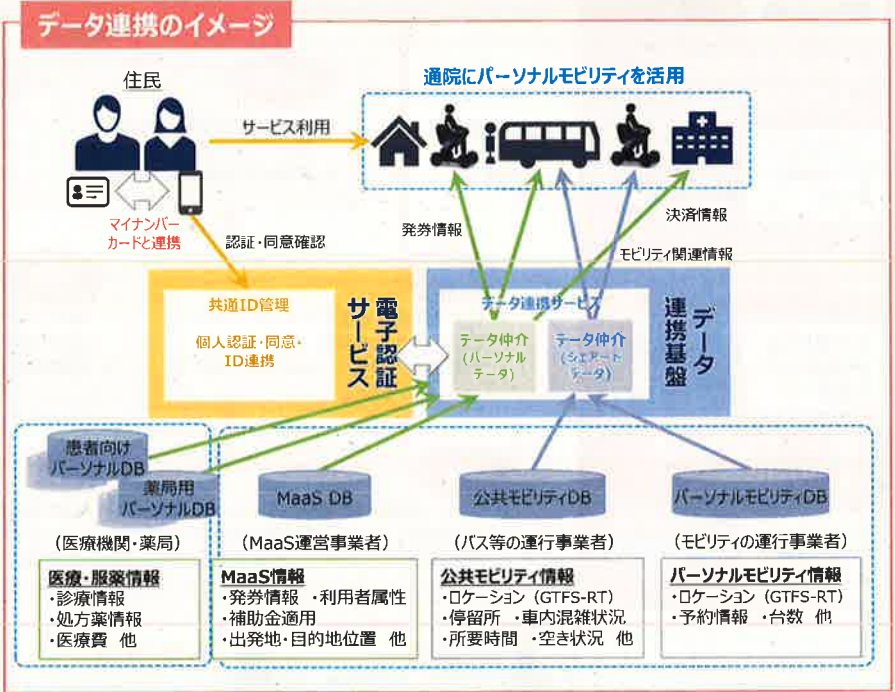 データ連携のイメージ
住民
通院にパーソナルモビリティを活用
サービス利用
マイナンバー
カードと連携
認証・同意確認
発券情報
決済情報
モビリティ関連情報
共通ID管理
個人認証・同意・
ID連携
電子認証
サービス
データ連携サービス
データ仲介
(パーソナル
データ)
データ仲介
(シェアード
データ)
データ
連携基盤
患者向け
パーソナルDB
薬局用
パーソナルDB
MaaS DB
公共モビリティDB
パーソナルモビリティDB
(医療機関・薬局)
(MaaS運営事業者)
(バス等の運行事業者)
(モビリティの運行事業者)
医療・服薬情報
・診療情報
・処方薬情報
・医療費 他
MaaS情報
・発券情報 ・利用者属性
・補助金適用
・出発地・目的地位置 他
公共モビリティ情報
・ロケーション(GTFS-RT)
・停留所 ・車内混雑状況
・所要時間 ・空き状況 他
パーソナルモビリティ情報
・ロケーション(GTFS-RT)
・予約情報 ・台数 他